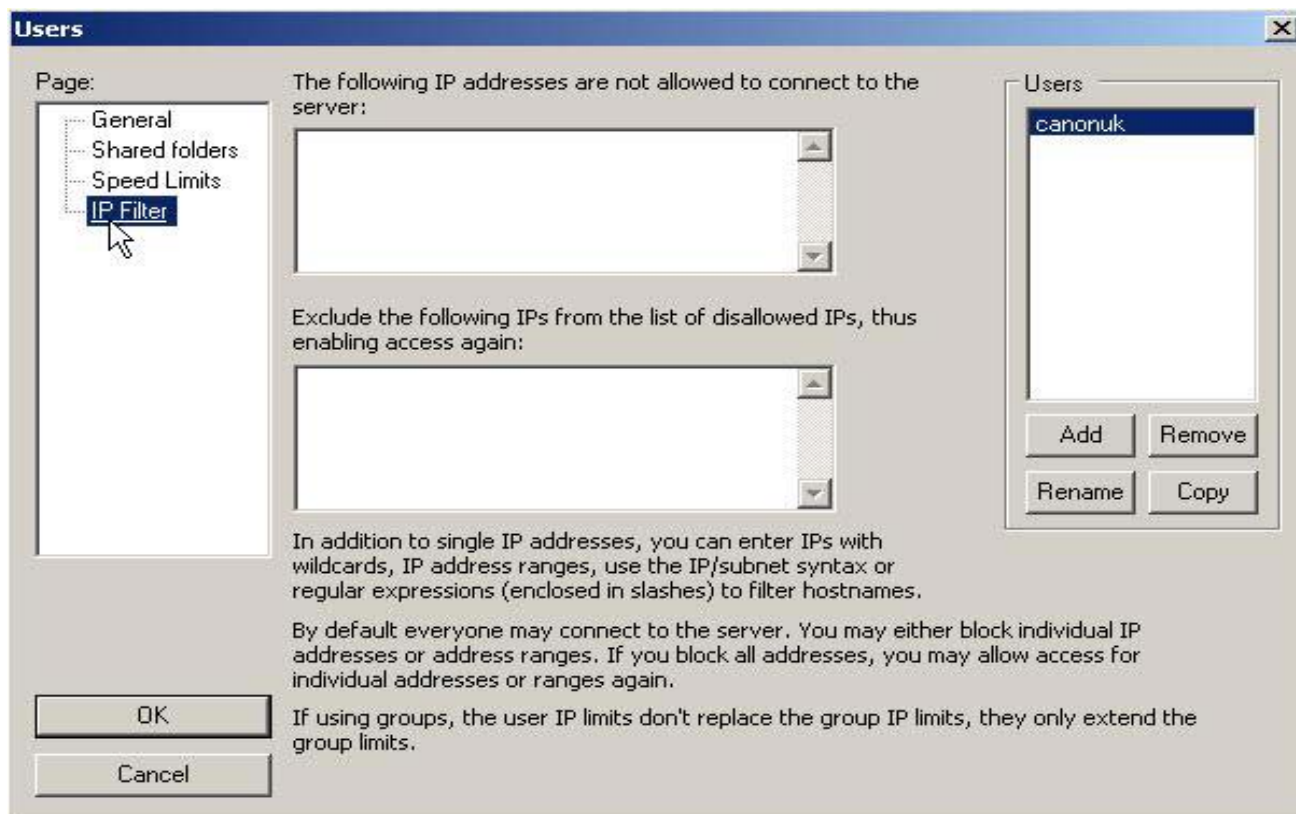 Users
Page:
General
Shared folders
Speed Limits
IP Filter
OK
Cancel
The following IP addresses are not allowed to connect to the
server:
Exclude the following IPs from the list of disallowed IPs, thus
enabling access again:
In addition to single IP addresses, you can enter IPs with
wildcards, IP address ranges, use the IP/subnet syntax or
regular expressions (enclosed in slashes) to filter hostnames.
By default everyone may connect to the server. You may either block individual IP
addresses or address ranges. If you block all addresses, you may allow access for
individual addresses or ranges again.
If using groups, the user IP limits don't replace the group IP limits, they only extend the
group limits.
Users
canonuk
Add
Remove
Rename
Copy